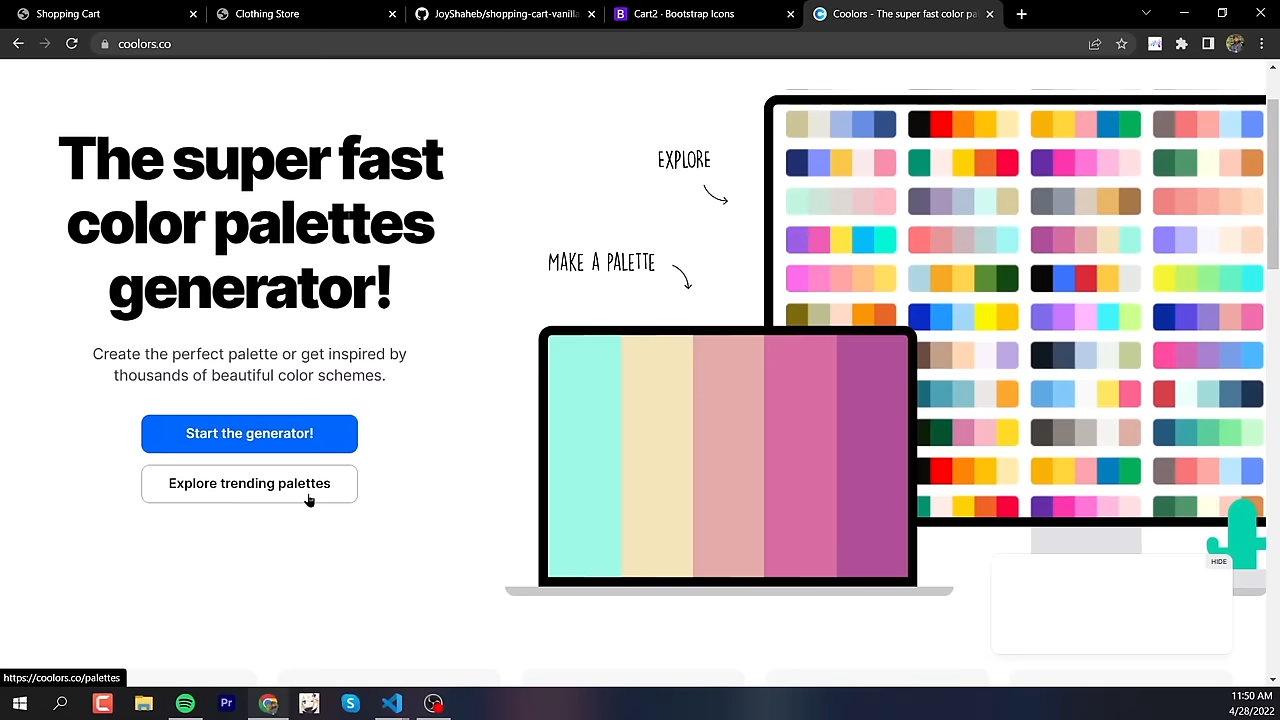 Shopping Cart
Clothing Store
JoyShaheb/shopping-cart-vanilla
Cart2 · Bootstrap Icons
Coolors - The super fast color pal
coolors.co
The super fast
color palettes
generator!
Create the perfect palette or get inspired by
thousands of beautiful color schemes.
Start the generator!
Explore trending palettes
EXPLORE
MAKE A PALETTE
HIDE
https://coolors.co/palettes
11:50 AM
4/28/2022